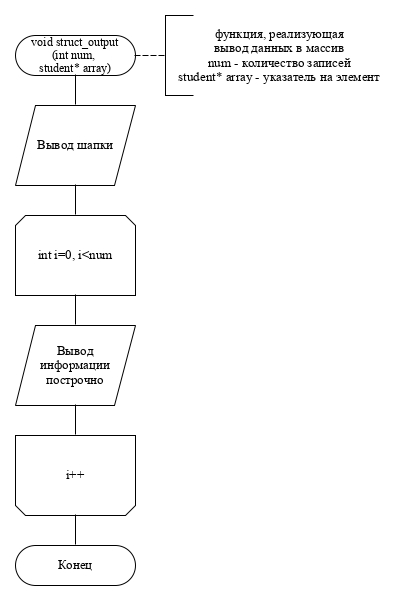 void struct_output
(int num,
student* array)
функция, реализующая
вывод данных в массив
num - количество записей
student* array - указатель на элемент
Вывод шапки
int i=0, i<num
Вывод
информации
построчно
i++
Конец